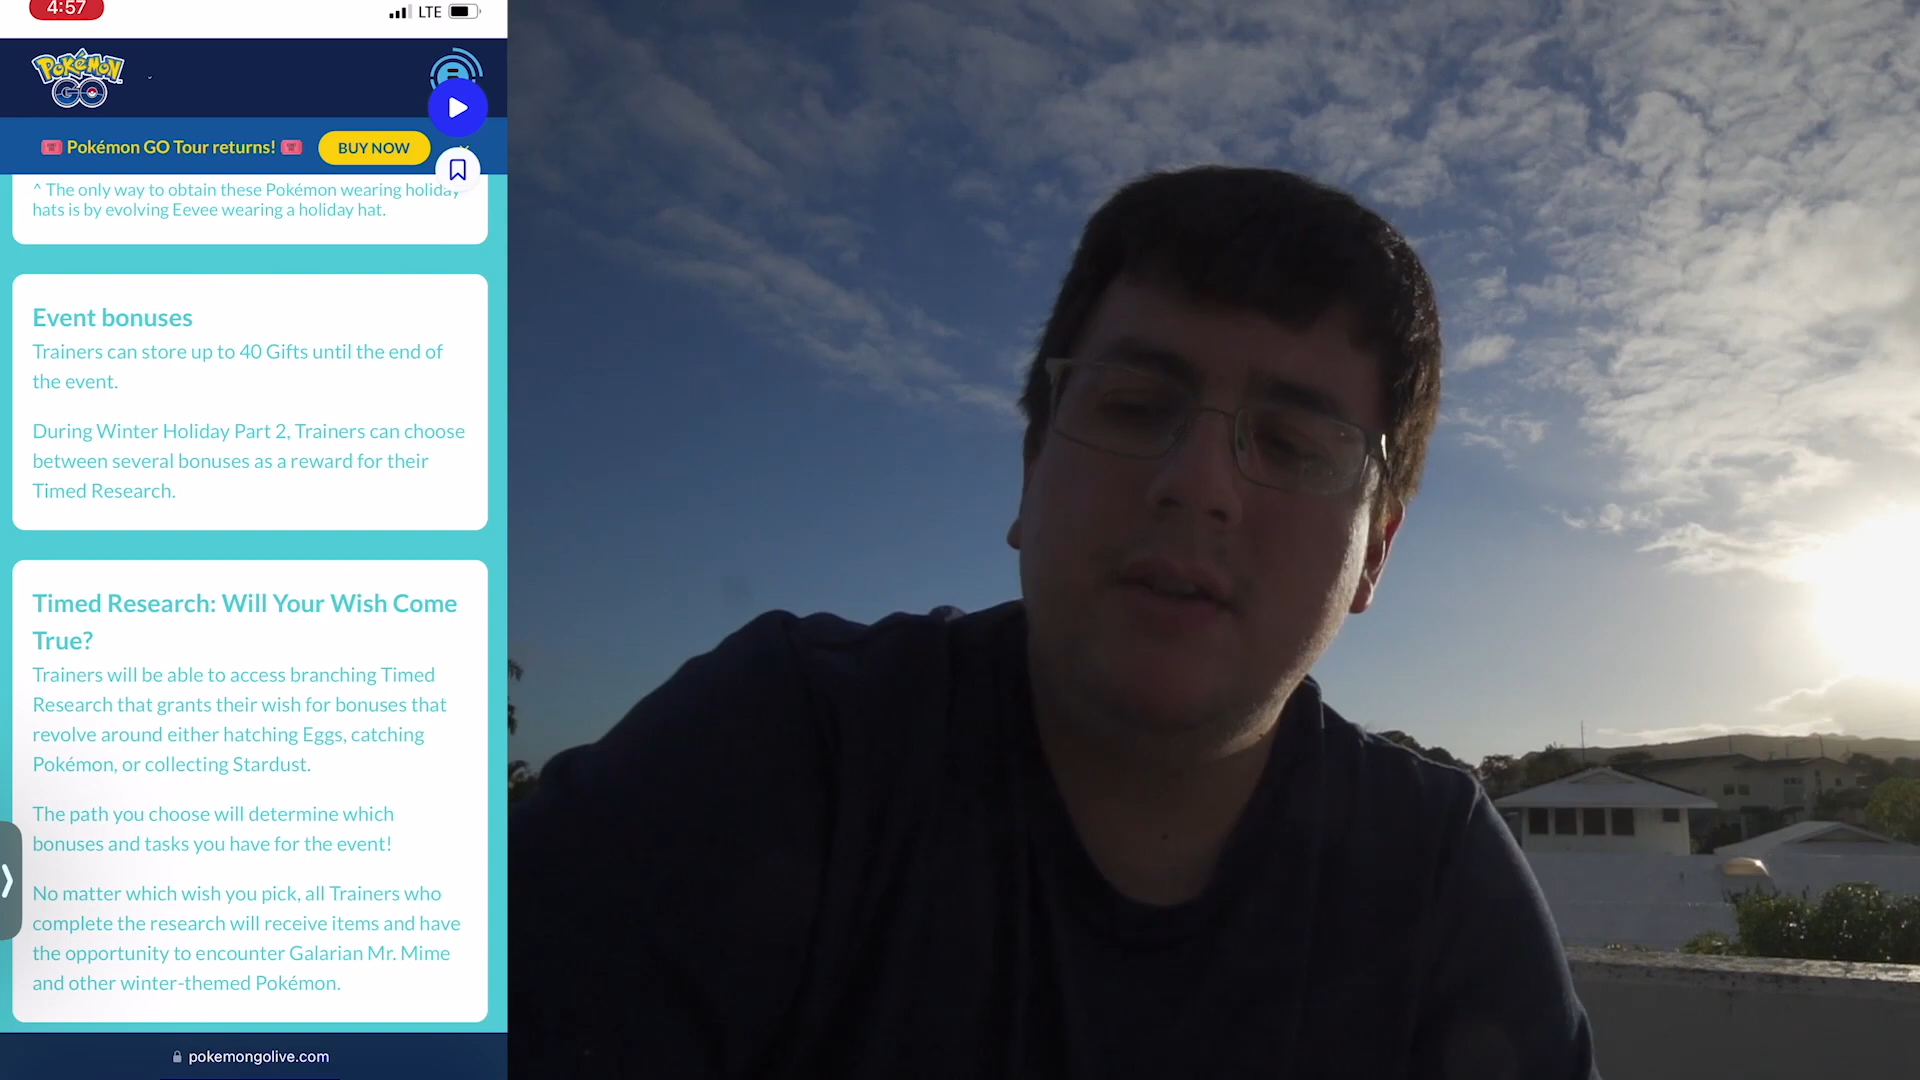 4:57
LTE
POKÉMON
GO
Pokémon GO Tour returns!
BUY NOW
^ The only way to obtain these Pokémon wearing holiday
hats is by evolving Eevee wearing a holiday hat.
Event bonuses
Trainers can store up to 40 Gifts until the end of
the event.
During Winter Holiday Part 2, Trainers can choose
between several bonuses as a reward for their
Timed Research.
Timed Research: Will Your Wish Come
True?
Trainers will be able to access branching Timed
Research that grants their wish for bonuses that
revolve around either hatching Eggs, catching
Pokémon, or collecting Stardust.
The path you choose will determine which
bonuses and tasks you have for the event!
No matter which wish you pick, all Trainers who
complete the research will receive items and have
the opportunity to encounter Galarian Mr. Mime
and other winter-themed Pokémon.
pokemongolive.com